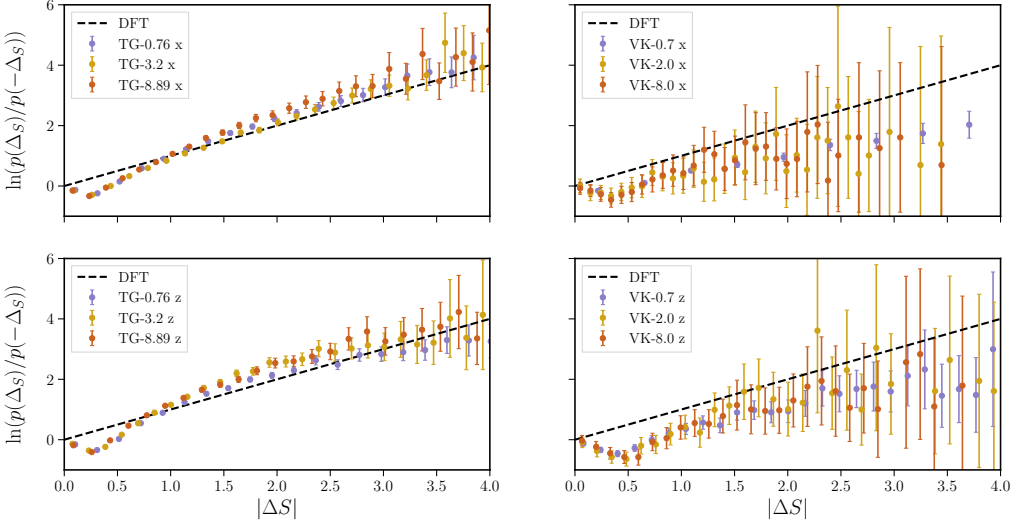 6
4
2
0
ln(p(ΔS)/p(−ΔS))
DFT
TG-0.76 x
TG-3.2 x
TG-8.89 x
DFT
VK-0.7 x
VK-2.0 x
VK-8.0 x
6
4
2
0
ln(p(ΔS)/p(−ΔS))
DFT
TG-0.76 z
TG-3.2 z
TG-8.89 z
DFT
VK-0.7 z
VK-2.0 z
VK-8.0 z
0.0 0.5 1.0 1.5 2.0 2.5 3.0 3.5 4.0
0.0 0.5 1.0 1.5 2.0 2.5 3.0 3.5 4.0
|ΔS|
|ΔS|